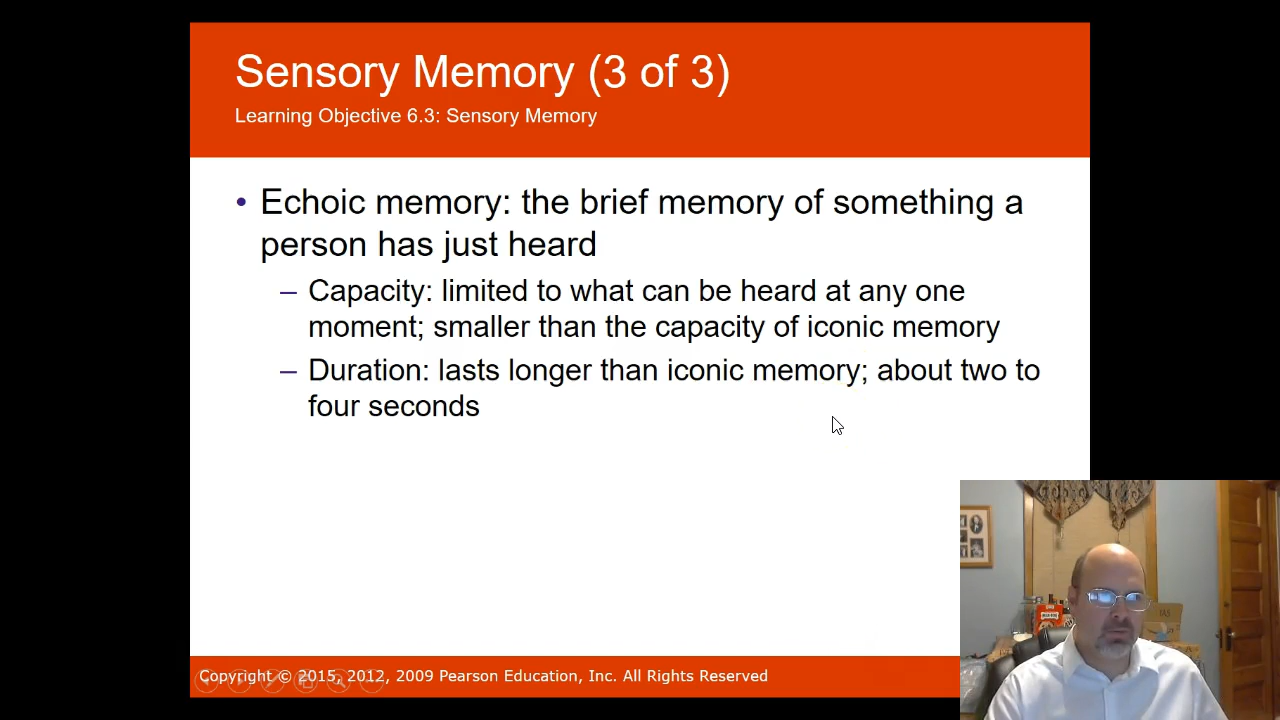 Sensory Memory (3 of 3)
Learning Objective 6.3: Sensory Memory
• Echoic memory: the brief memory of something a
person has just heard
– Capacity: limited to what can be heard at any one
moment; smaller than the capacity of iconic memory
– Duration: lasts longer than iconic memory; about two to
four seconds
Copyright © 2015, 2012, 2009 Pearson Education, Inc. All Rights Reserved